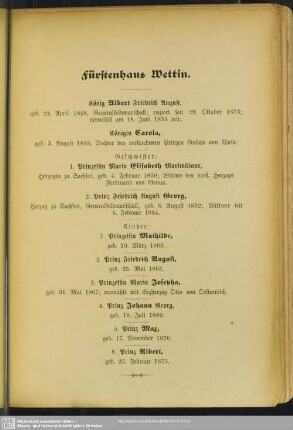 Fürstenhaus Wettin.
König Albert Friedrich August,
geb. 23. April 1828, Generalfeldmarschall; regiert seit 29. Oktober 1873;
vermählt am 18. Juni 1853 mit:
Königin Carola,
geb. 5. August 1833, Tochter des verstorbenen Prinzen Gustav von Wasa.
Geschwister:
1. Prinzessin Maria Elisabeth Maximiliane,
Herzogin zu Sachsen, geb. 4. Februar 1830; Wittwe des verst. Herzogs
Ferdinand von Genua.
2. Prinz Friedrich August Georg,
Herzog zu Sachsen, Generalfeldmarschall, geb. 8. August 1832; Wittwer seit
5. Februar 1884.
Kinder:
1. Prinzessin Mathilde,
geb. 19. März 1863.
2. Prinz Friedrich August,
geb. 25. Mai 1865.
3. Prinzessin Maria Josepha,
geb. 31. Mai 1867; vermählt mit Erzherzog Otto von Oesterreich.
4. Prinz Johann Georg,
geb. 10. Juli 1869.
5. Prinz Max,
geb. 17. November 1870.
6. Prinz Albert,
geb. 25. Februar 1875.